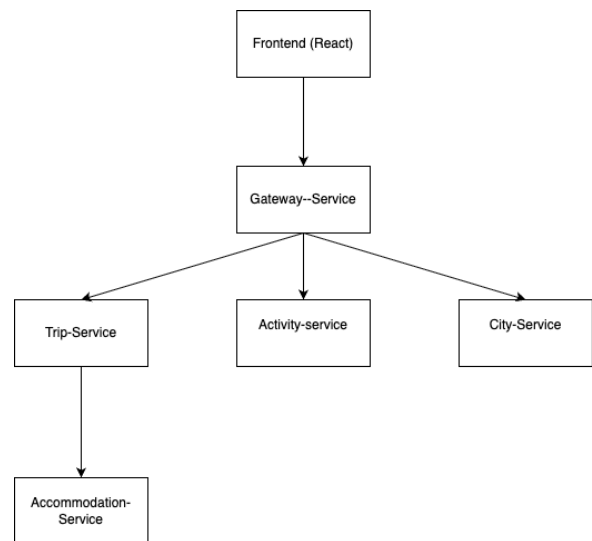 Frontend (React)
Gateway--Service
Trip-Service
Activity-service
City-Service
Accommodation-
Service